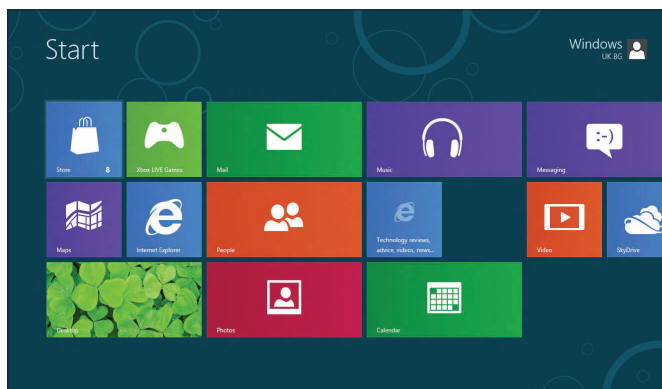 Start
Windows
UK BG
Store 8
Xbox LIVE Games
Mail
Music
:-)
Messaging
Maps
Internet Explorer
People
Technology reviews,
advice, videos, news...
Video
SkyDrive
Desktop
Photos
Calendar